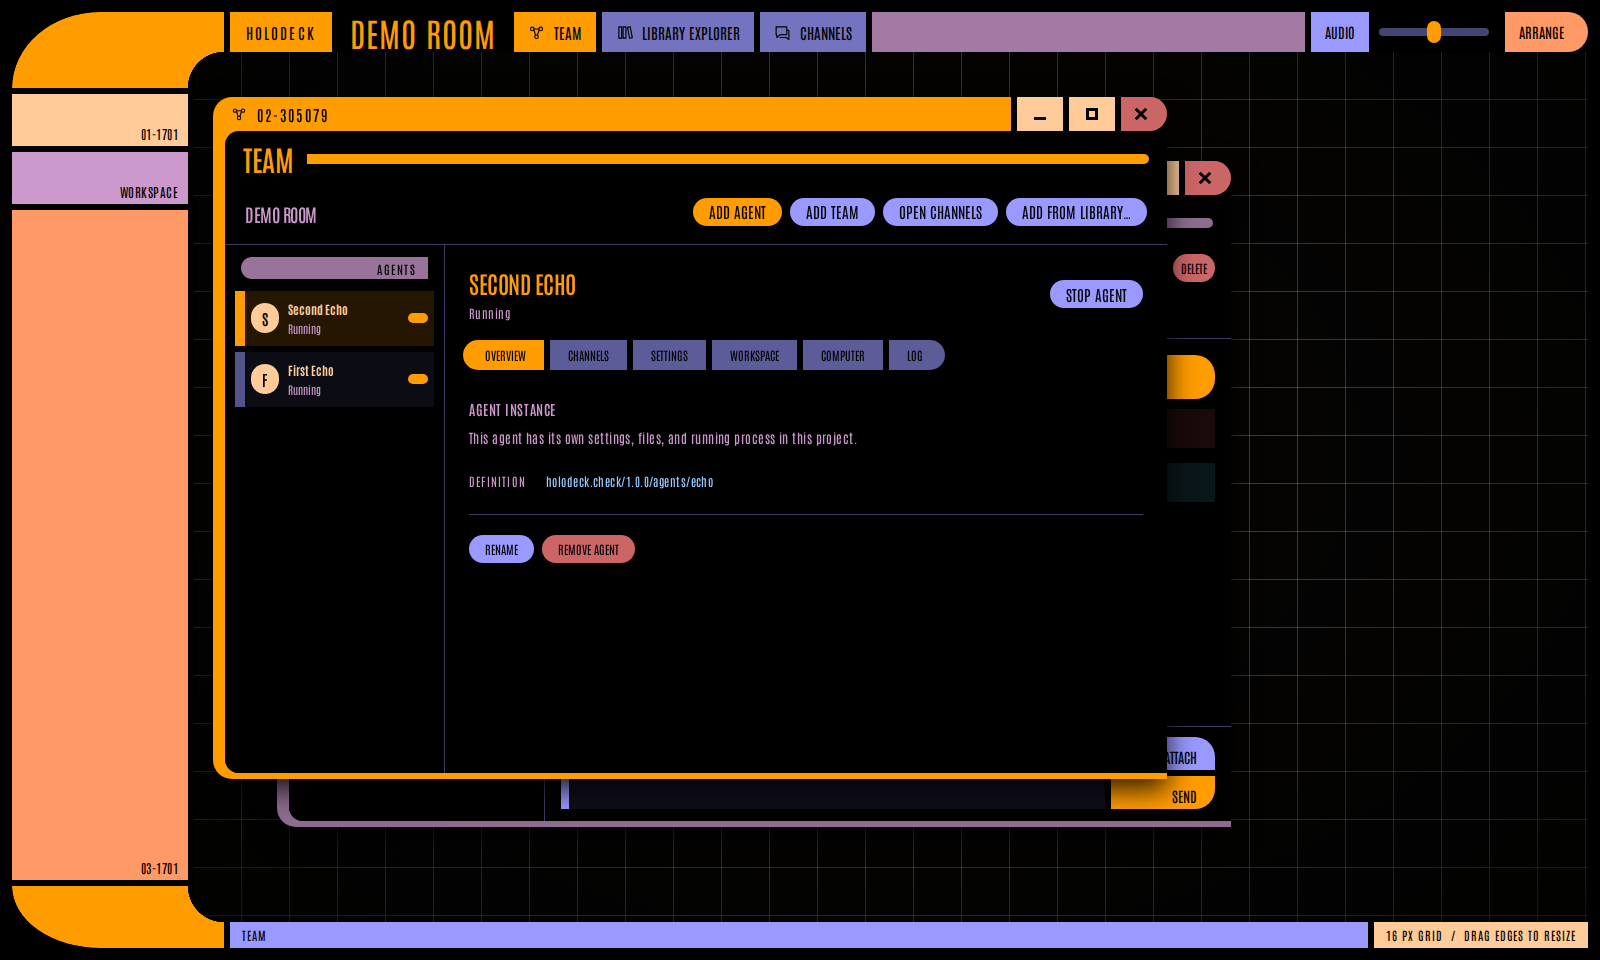 HOLODECK
DEMO ROOM
TEAM
LIBRARY EXPLORER
CHANNELS
AUDIO
ARRANGE
01-1701
WORKSPACE
03-1701
02-305079
TEAM
DEMO ROOM
ADD AGENT
ADD TEAM
OPEN CHANNELS
ADD FROM LIBRARY...
AGENTS
S
Second Echo
Running
F
First Echo
Running
SECOND ECHO
Running
STOP AGENT
OVERVIEW
CHANNELS
SETTINGS
WORKSPACE
COMPUTER
LOG
AGENT INSTANCE
This agent has its own settings, files, and running process in this project.
DEFINITION holodeck.check/1.0.0/agents/echo
RENAME
REMOVE AGENT
DELETE
ATTACH
SEND
TEAM
16 PX GRID / DRAG EDGES TO RESIZE